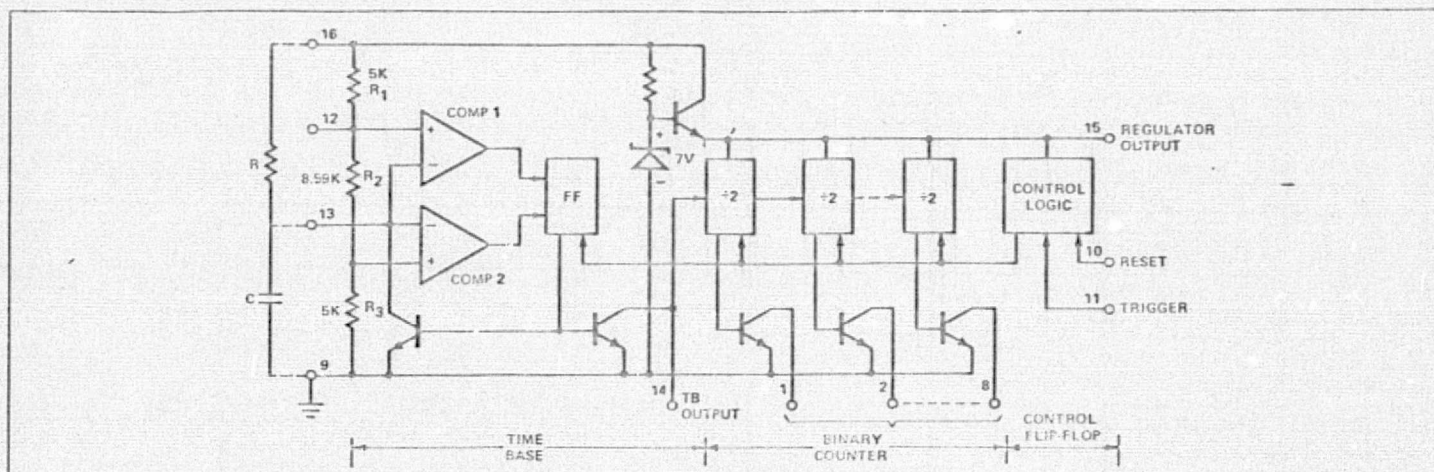 16
5K
R1
COMP 1
12
+
−
R
8.59K
R2
FF
13
−
+
COMP 2
C
5K
R3
9
+
7V
−
÷2
÷2
÷2
CONTROL
LOGIC
15
REGULATOR
OUTPUT
10
RESET
11
TRIGGER
14
TB
OUTPUT
1
2
8
TIME
BASE
BINARY
COUNTER
CONTROL
FLIP-FLOP